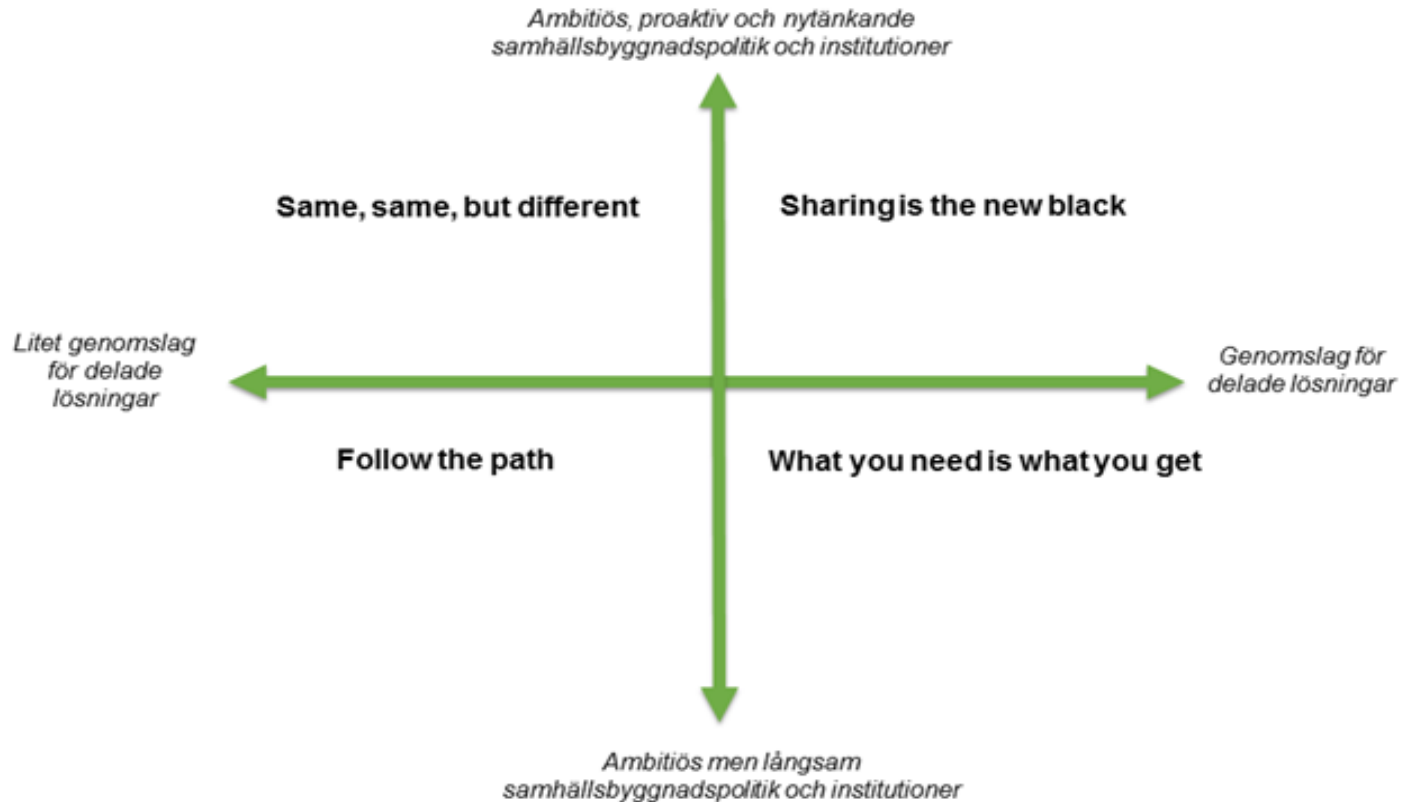 Ambitiös, proaktiv och nytänkande
samhällsbyggnadspolitik och institutioner
Same, same, but different
Sharing is the new black
Litet genomslag
för delade
lösningar
Genomslag för
delade lösningar
Follow the path
What you need is what you get
Ambitiös men långsam
samhällsbyggnadspolitik och institutioner